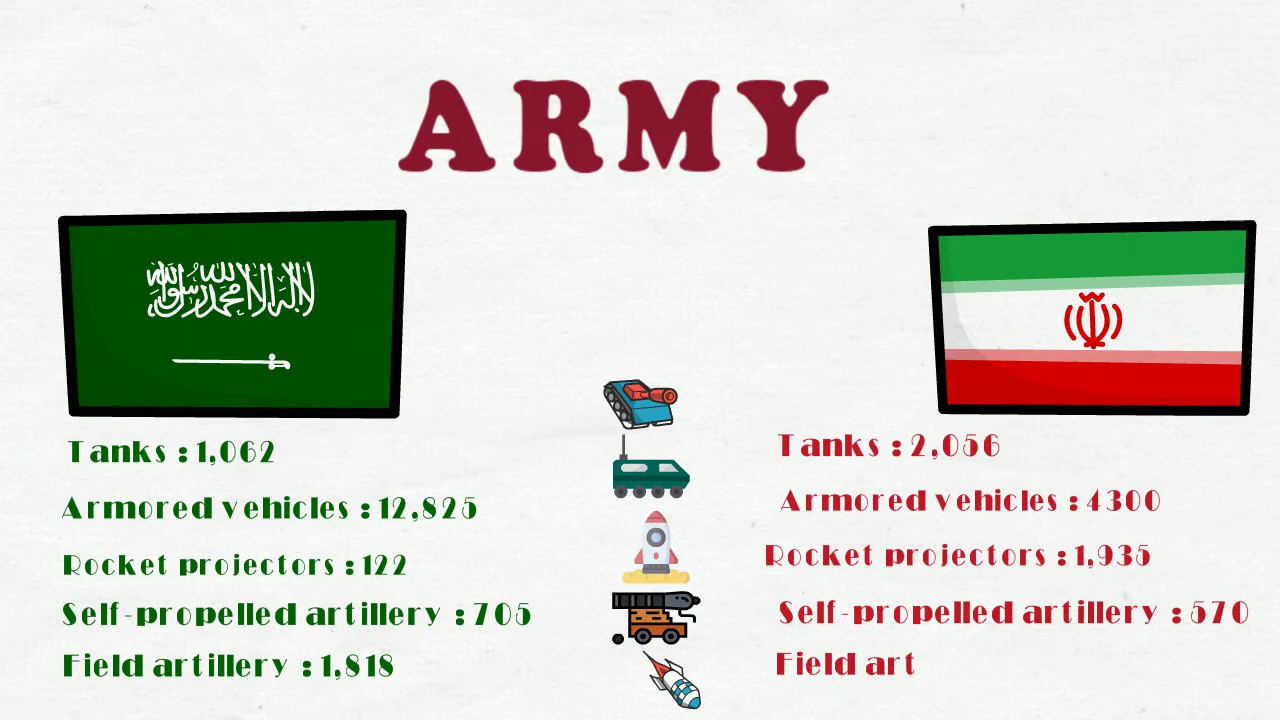 ARMY
لا إله إلا الله محمد رسول الله
Tanks : 1,062
Armored vehicles : 12,825
Rocket projectors : 122
Self-propelled artillery : 705
Field artillery : 1,818
Tanks : 2,056
Armored vehicles : 4300
Rocket projectors : 1,935
Self-propelled artillery : 570
Field art